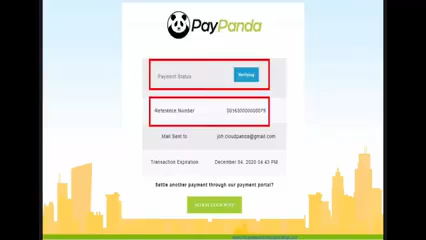 PayPanda
Payment Status Verifying
Reference Number
Mail Sent to joh.cloudpanda@gmail.com
Transaction Expiration December 04, 2020 04:43 PM
Settle another payment through our payment portal?